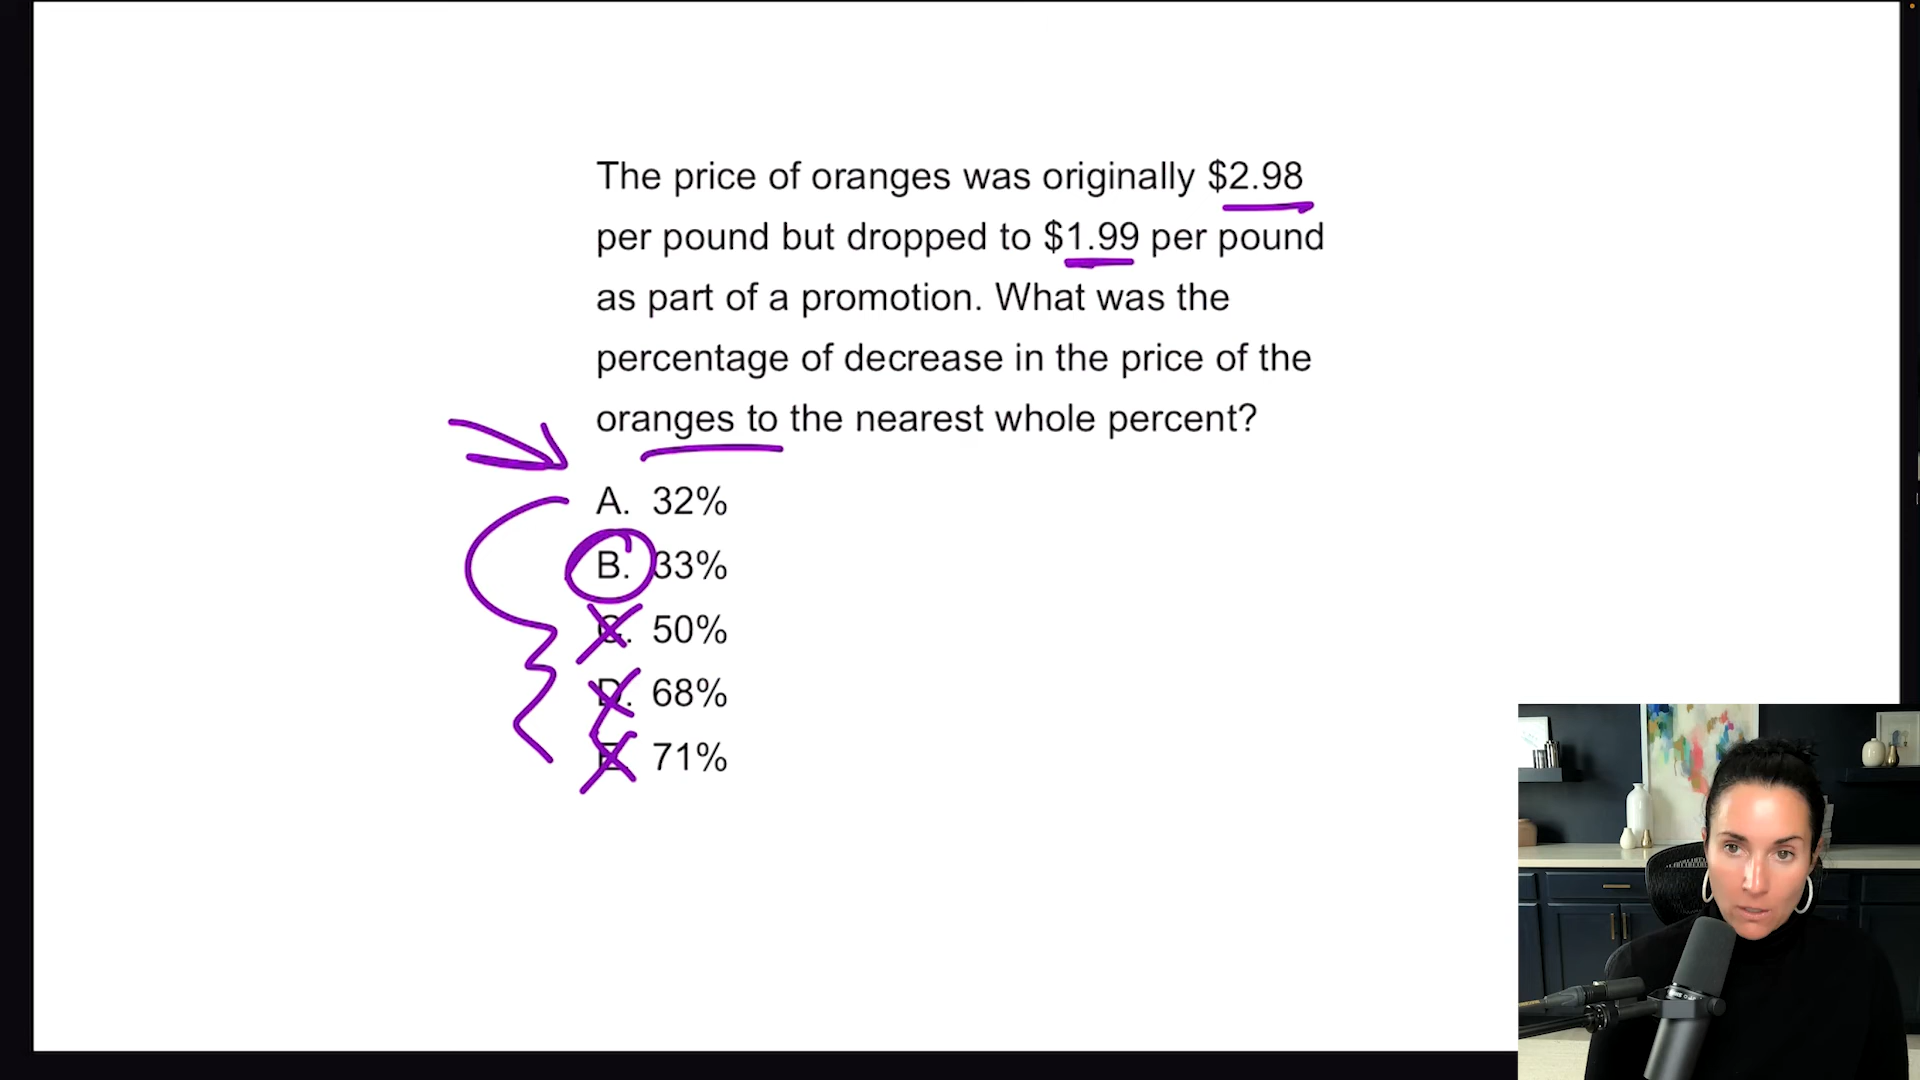 The price of oranges was originally $2.98
per pound but dropped to $1.99 per pound
as part of a promotion. What was the
percentage of decrease in the price of the
oranges to the nearest whole percent?
A. 32%
B. 33%
C. 50%
D. 68%
E. 71%